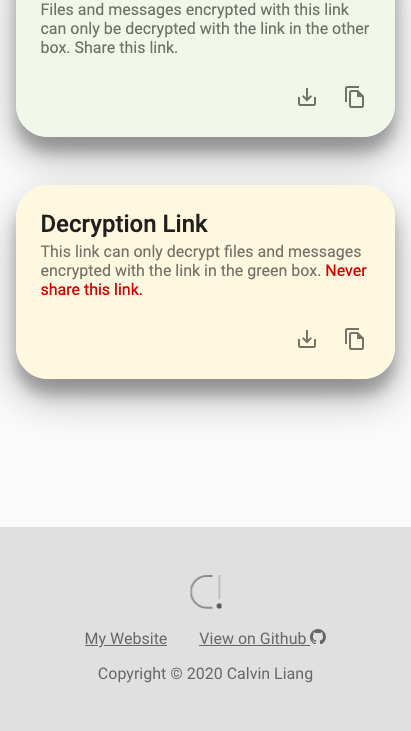 Files and messages encrypted with this link
can only be decrypted with the link in the other
box. Share this link.
Decryption Link
This link can only decrypt files and messages
encrypted with the link in the green box. Never
share this link.
My Website View on Github
Copyright © 2020 Calvin Liang